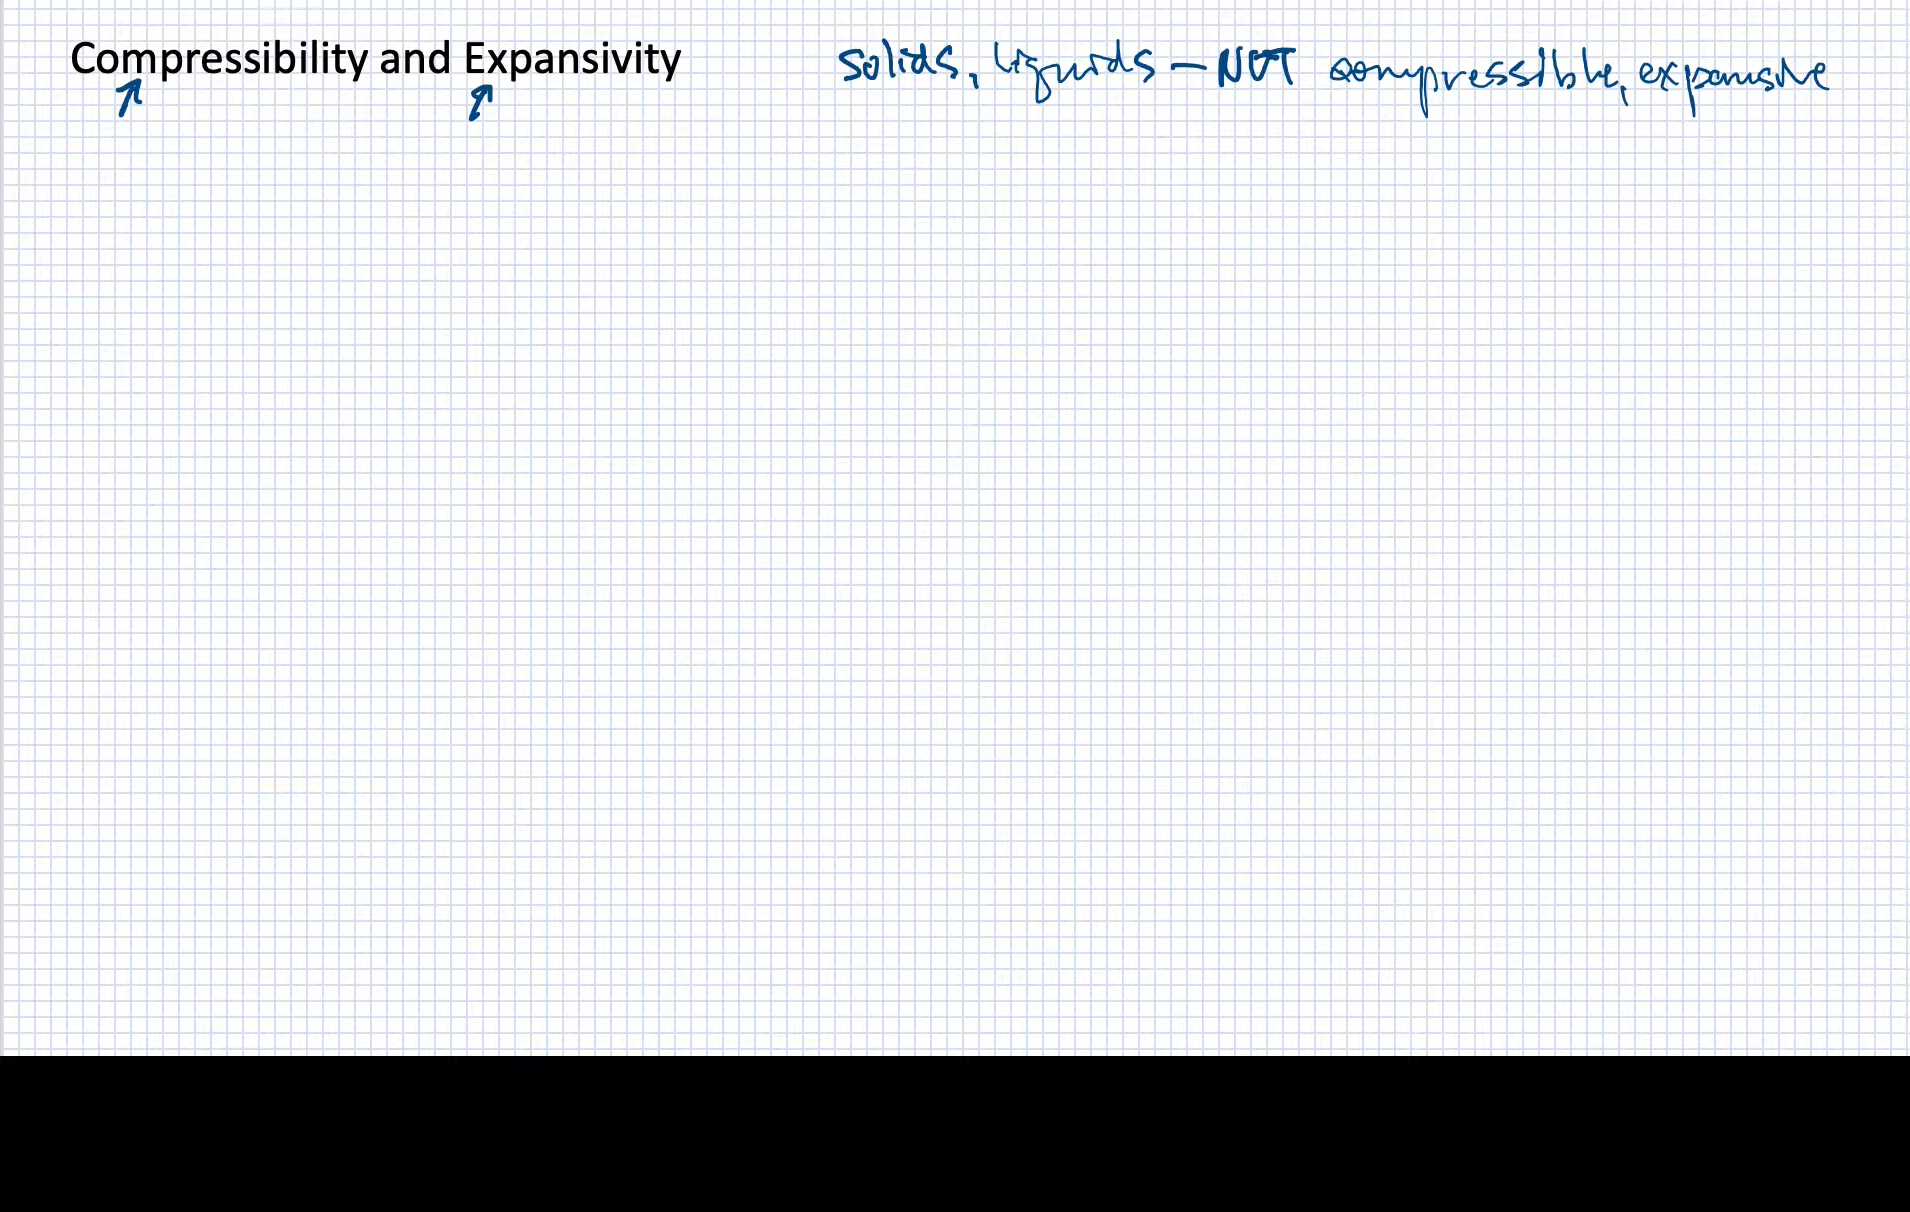 Compressibility and Expansivity
Solids, Liquids - NOT compressible, expansive